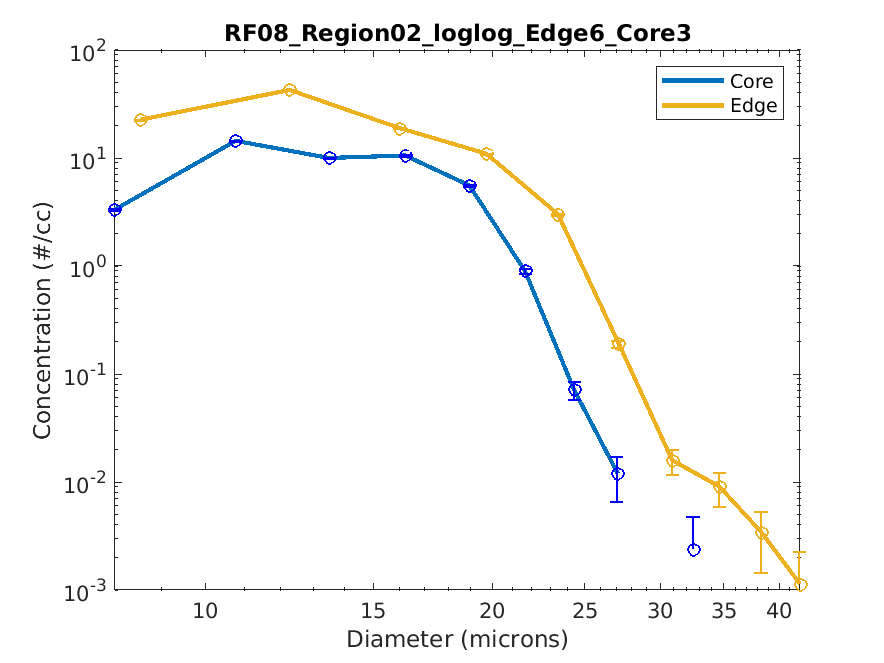 RF08_Region02_loglog_Edge6_Core3
Core
Edge
10^2
10^1
10^0
10^-1
10^-2
10^-3
Concentration (#/cc)
10 15 20 25 30 35 40
Diameter (microns)